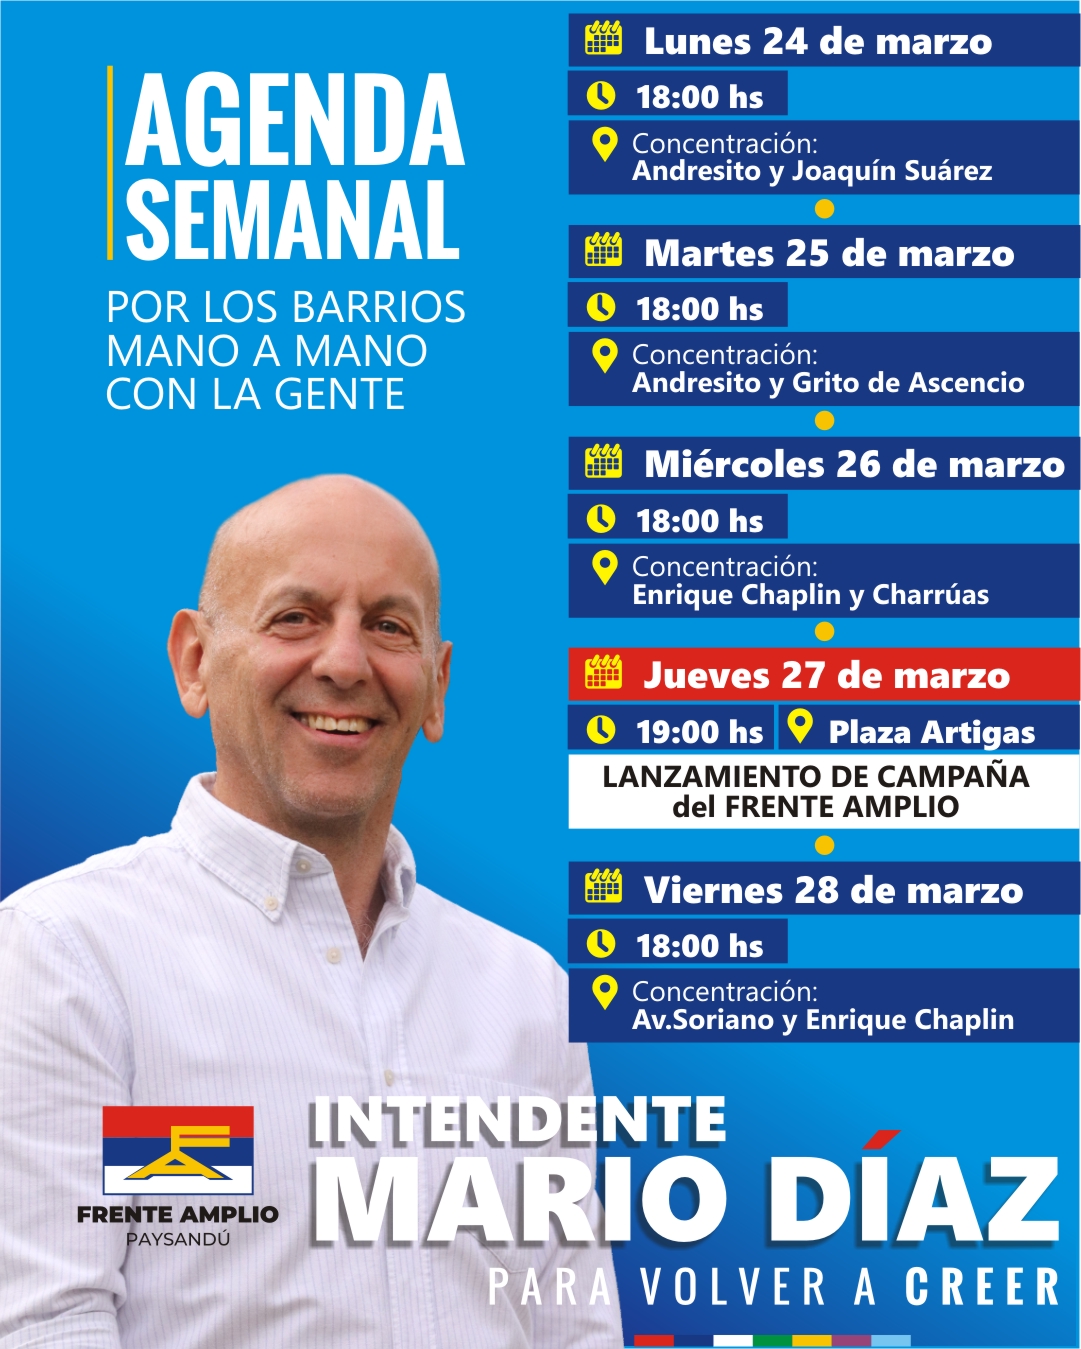 AGENDA
SEMANAL
POR LOS BARRIOS
MANO A MANO
CON LA GENTE
Lunes 24 de marzo
18:00 hs
Concentración:
Andresito y Joaquín Suárez
Martes 25 de marzo
18:00 hs
Concentración:
Andresito y Grito de Ascencio
Miércoles 26 de marzo
18:00 hs
Concentración:
Enrique Chaplin y Charrúas
Jueves 27 de marzo
19:00 hs Plaza Artigas
LANZAMIENTO DE CAMPAÑA
del FRENTE AMPLIO
Viernes 28 de marzo
18:00 hs
Concentración:
Av.Soriano y Enrique Chaplin
FRENTE AMPLIO
PAYSANDÚ
INTENDENTE
MARIO DÍAZ
PARA VOLVER A CREER